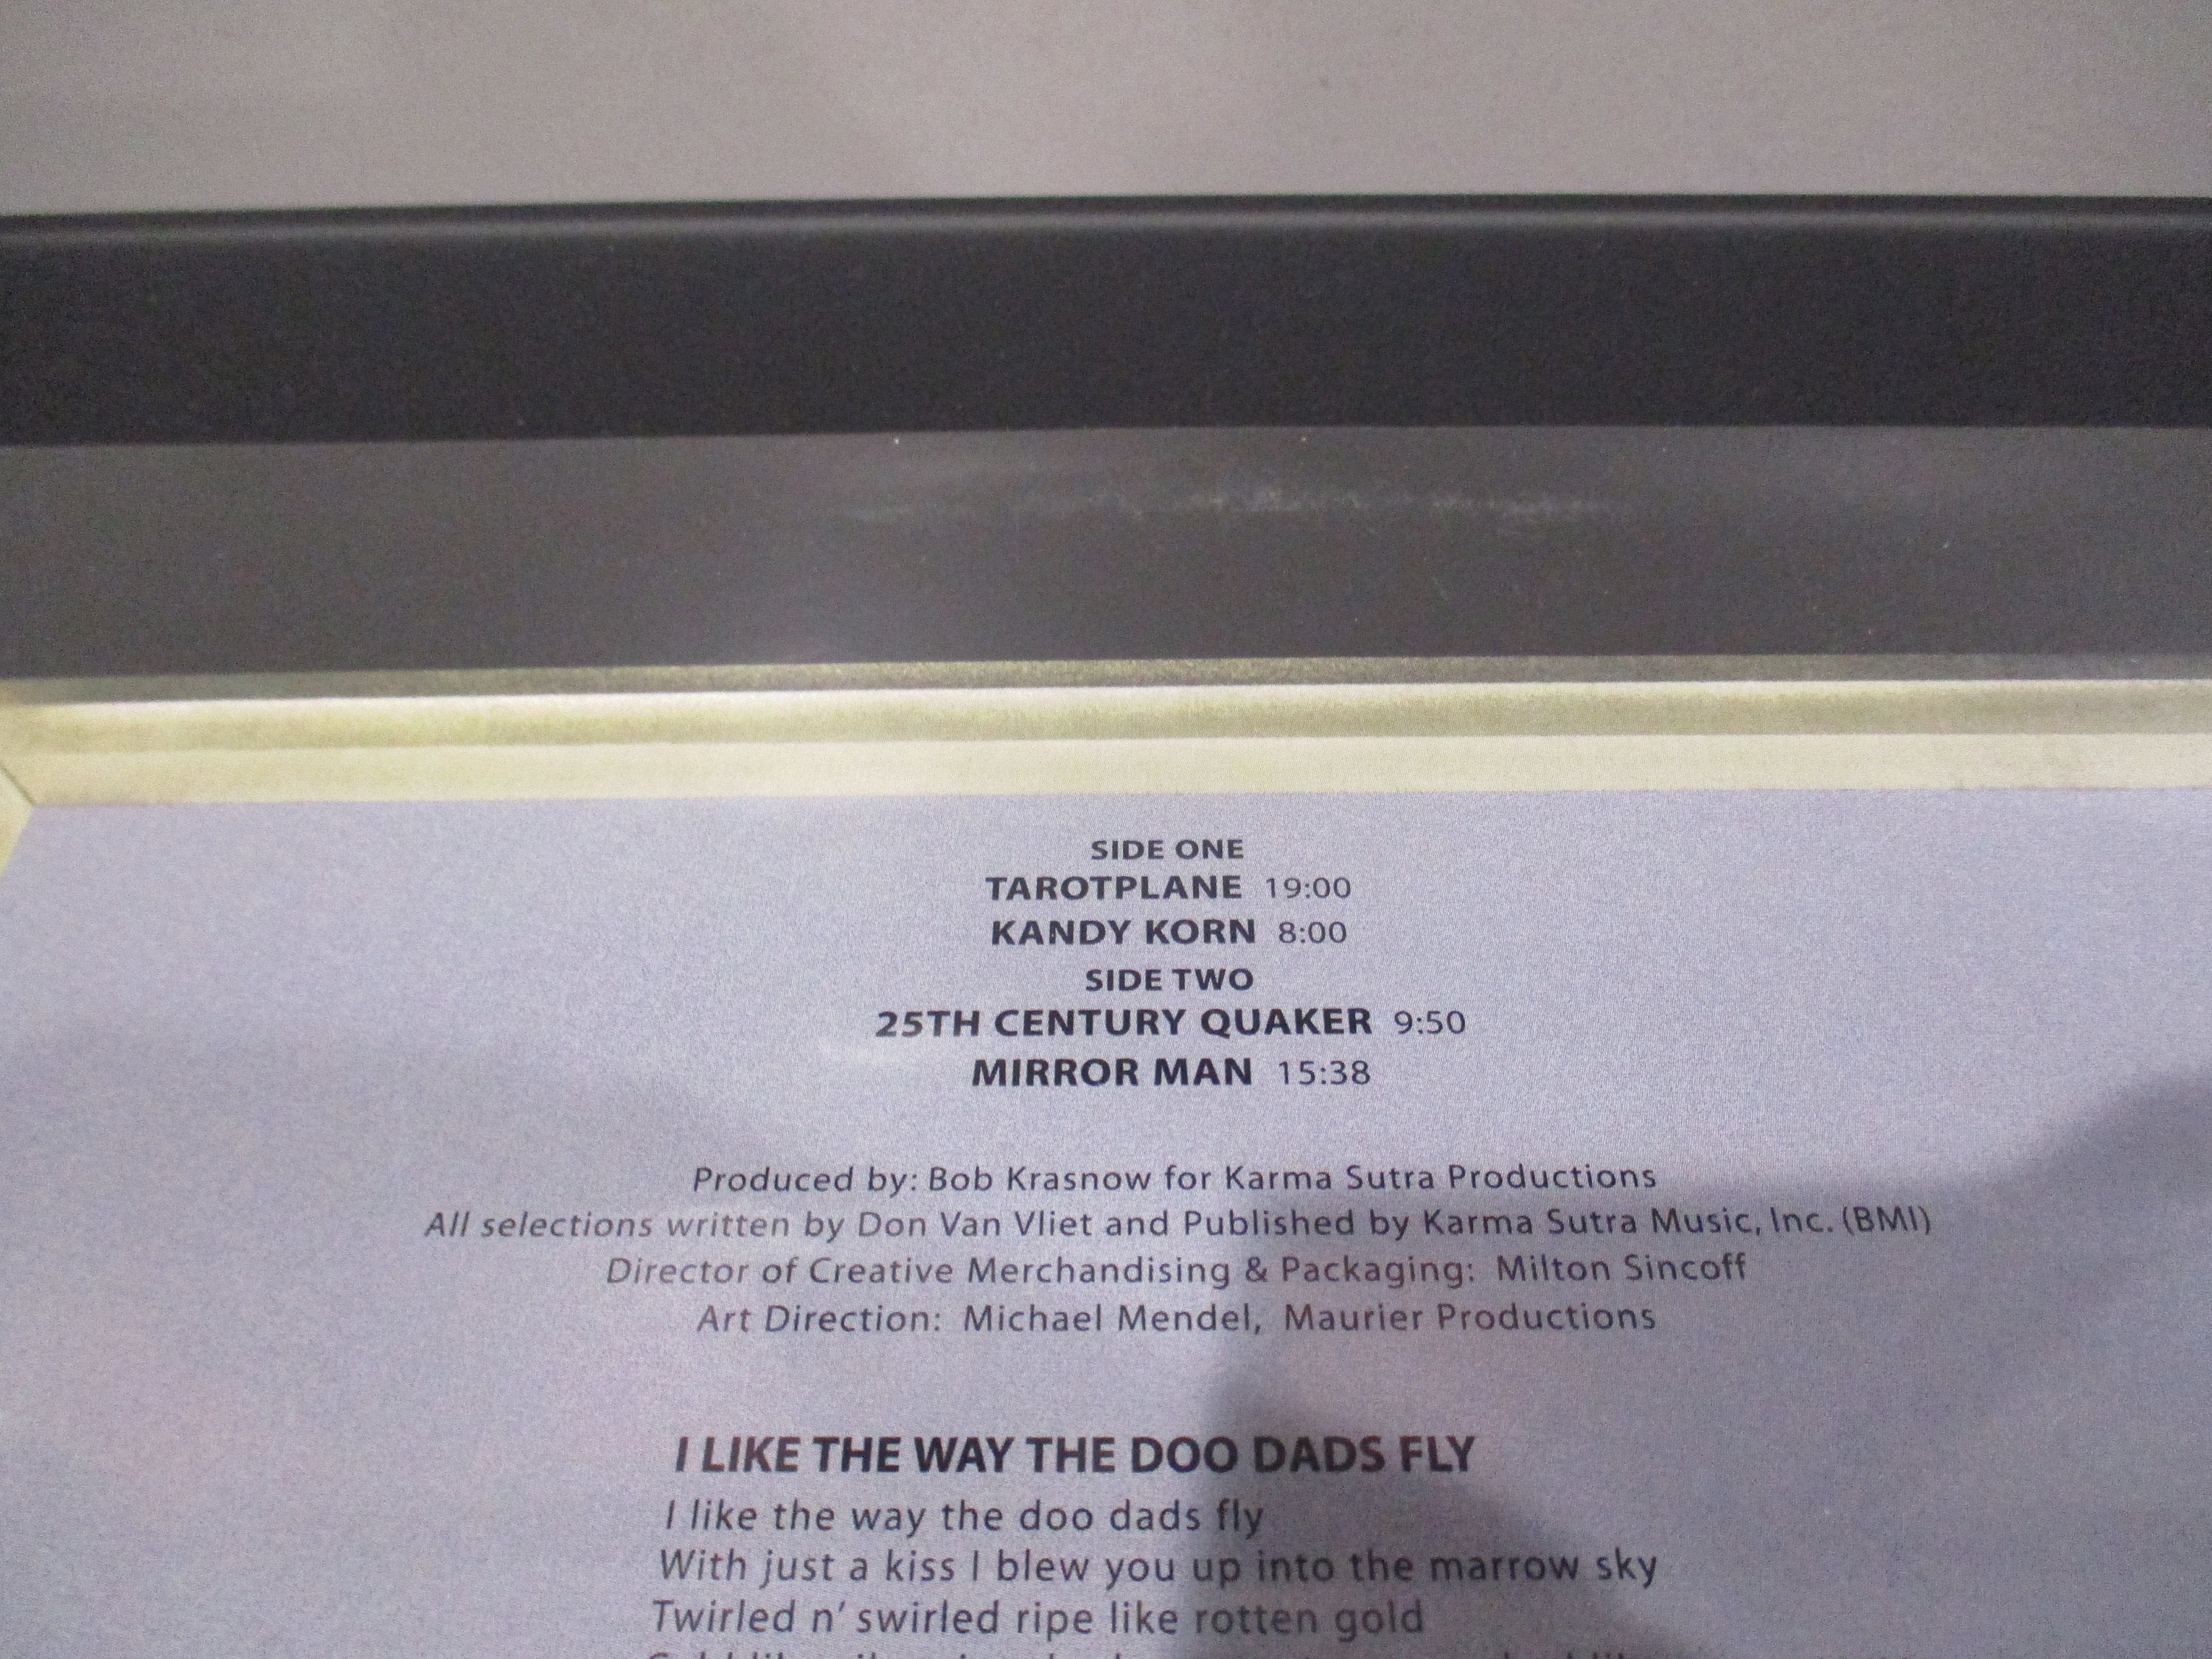 SIDE ONE
TAROTPLANE 19:00
KANDY KORN 8:00
SIDE TWO
25TH CENTURY QUAKER 9:50
MIRROR MAN 15:38
Produced by: Bob Krasnow for Karma Sutra Productions
All selections written by Don Van Vliet and Published by Karma Sutra Music, Inc. (BMI)
Director of Creative Merchandising & Packaging: Milton Sincoff
Art Direction: Michael Mendel, Maurier Productions
I LIKE THE WAY THE DOO DADS FLY
I like the way the doo dads fly
With just a kiss I blew you up into the marrow sky
Twirled n' swirled ripe like rotten gold